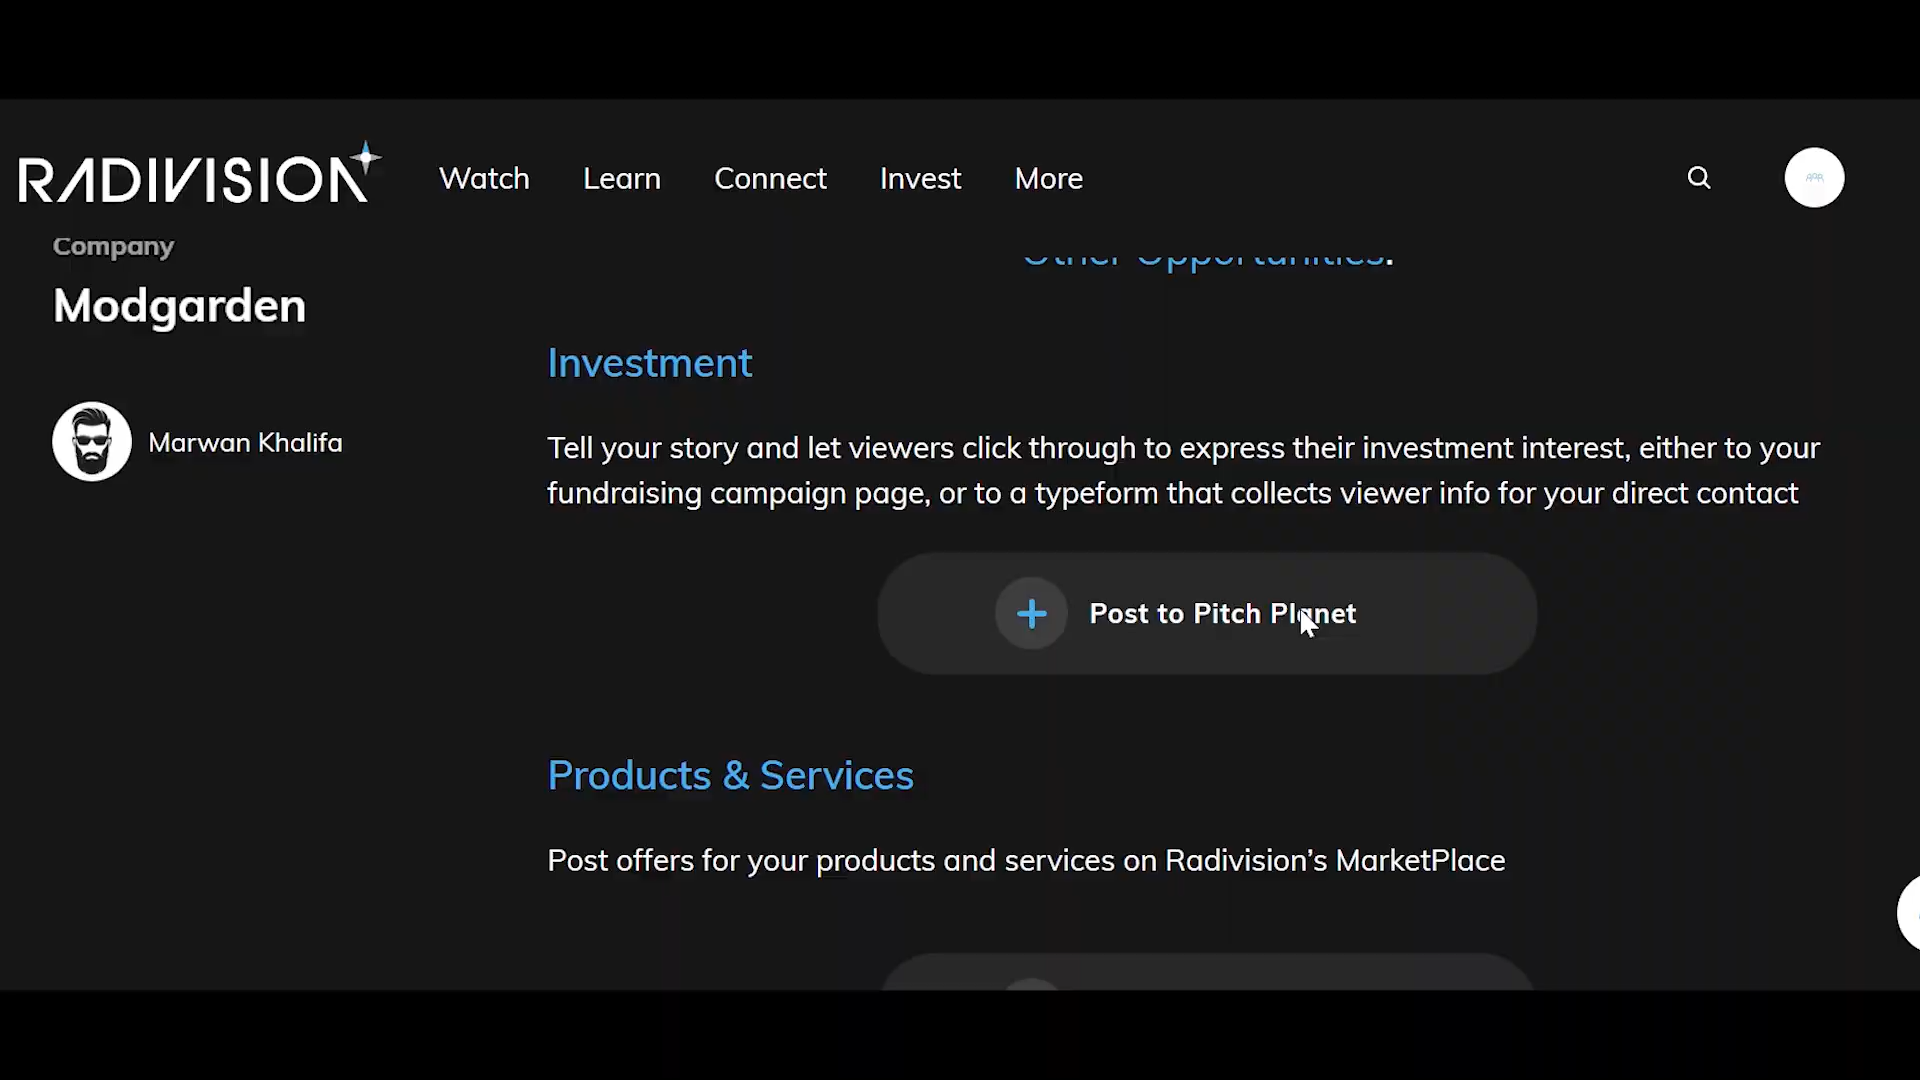 RADIVISION
Watch
Learn
Connect
Invest
More
Company
Modgarden
Marwan Khalifa
Other Opportunities.
Investment
Tell your story and let viewers click through to express their investment interest, either to your
fundraising campaign page, or to a typeform that collects viewer info for your direct contact
Post to Pitch Planet
Products & Services
Post offers for your products and services on Radivision's MarketPlace